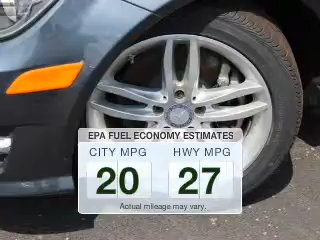 EPA FUEL ECONOMY ESTIMATES
CITY MPG HWY MPG
20 27
Actual mileage may vary.